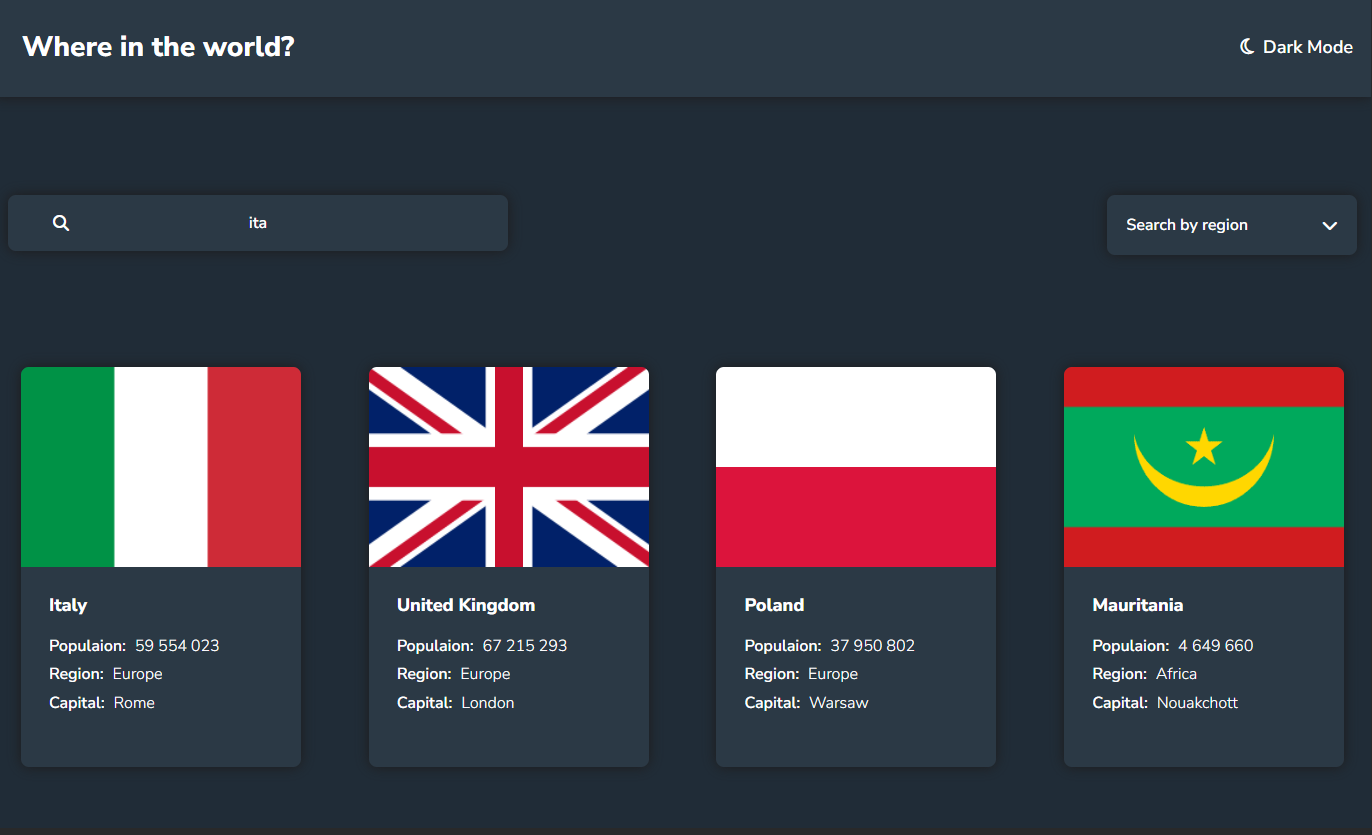 Where in the world?
Dark Mode
ita
Search by region
Italy
Populaion: 59 554 023
Region: Europe
Capital: Rome
United Kingdom
Populaion: 67 215 293
Region: Europe
Capital: London
Poland
Populaion: 37 950 802
Region: Europe
Capital: Warsaw
Mauritania
Populaion: 4 649 660
Region: Africa
Capital: Nouakchott